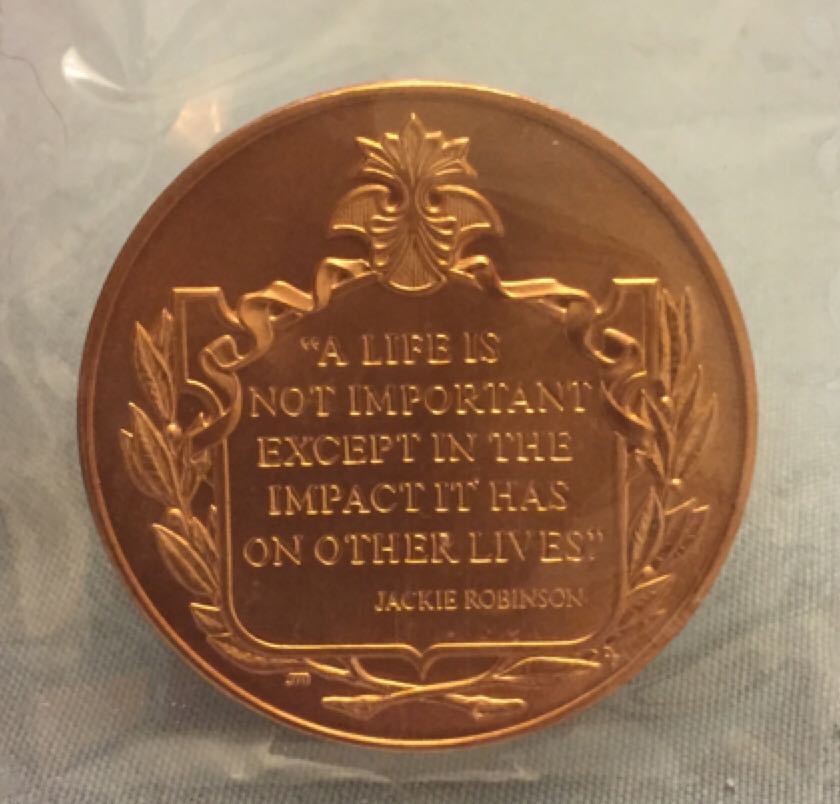 “A LIFE IS
NOT IMPORTANT
EXCEPT IN THE
IMPACT IT HAS
ON OTHER LIVES.”
JACKIE ROBINSON